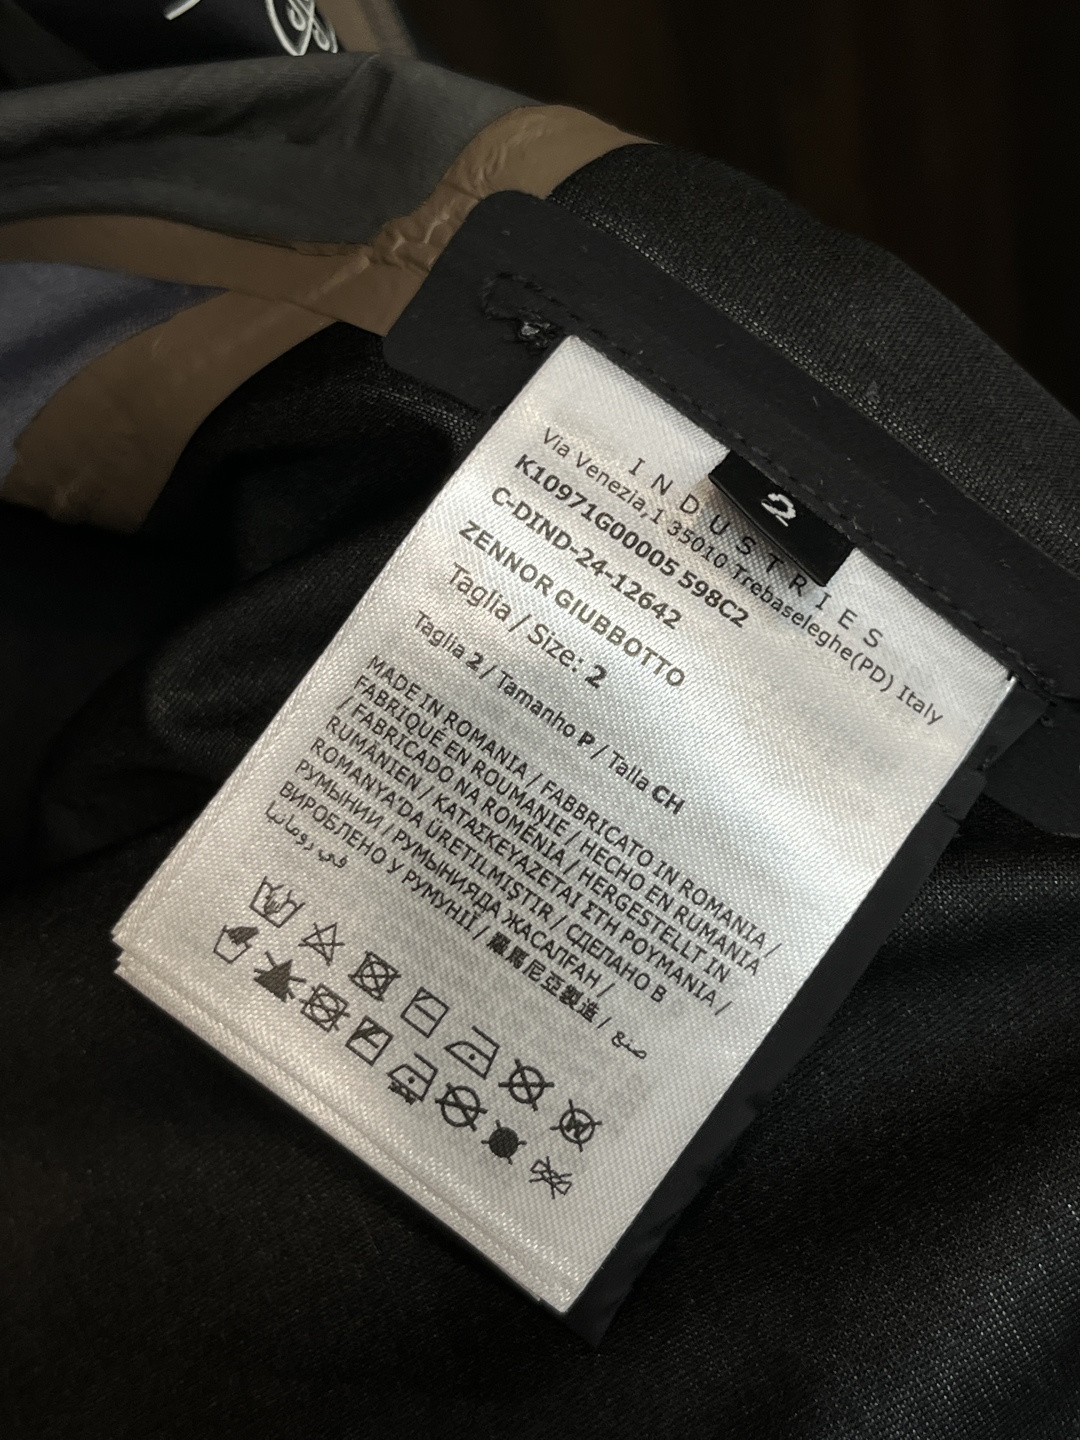 2
INDUSTRIES
Via Venezia,1 35010 Trebaseleghe(PD) Italy
K10971G00005 598C2
C-DIND-24-12642
ZENNOR GIUBBOTTO
Taglia / Size: 2
Taglia 2 / Tamanho P / Talla CH
MADE IN ROMANIA / FABBRICATO IN ROMANIA /
FABRIQUÉ EN ROUMANIE / HECHO EN RUMANIA
/ FABRICADO NA ROMÉNIA / HERGESTELLT IN
RUMÄNIEN / ΚΑΤΑΣΚΕΥΑΖΕΤΑΙ ΣΤΗ ΡΟΥΜΑΝΙΑ /
ROMANYA'DA ÜRETILMIŞTIR / СДЕЛАНО В
РУМЫНИИ / РУМЫНИЯДА ЖАСАЛҒАН /
ВИРОБЛЕНО У РУМУНІЇ / 羅馬尼亞製造 / صنع
في رومانيا
W